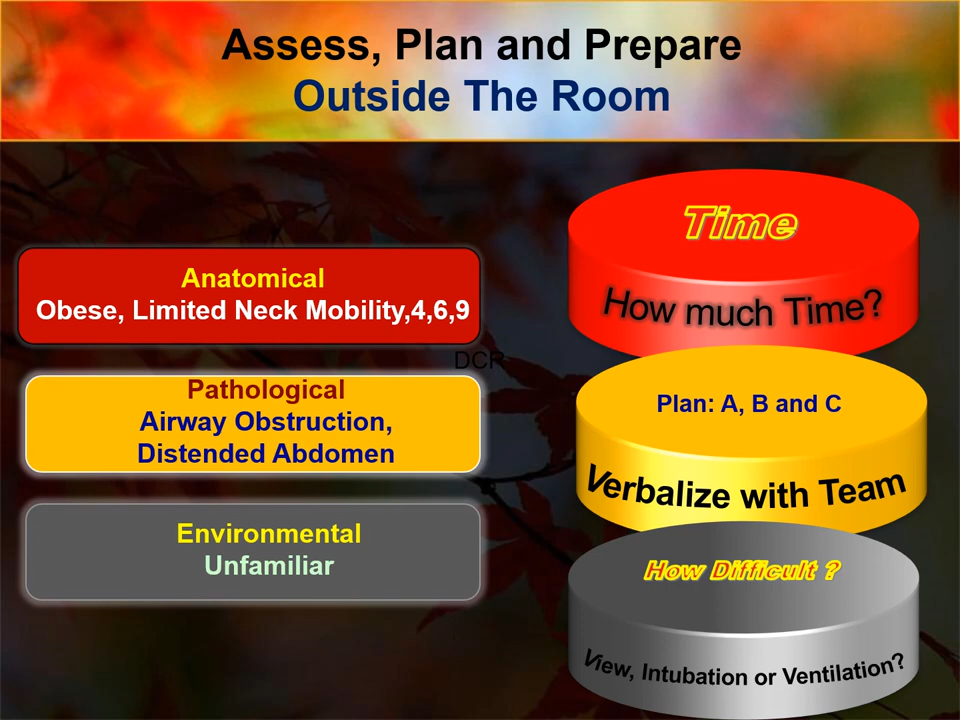 Assess, Plan and Prepare
Outside The Room
Anatomical
Obese, Limited Neck Mobility,4,6,9
DCR
Pathological
Airway Obstruction,
Distended Abdomen
Environmental
Unfamiliar
Time
How much Time?
Plan: A, B and C
Verbalize with Team
How Difficult ?
View, Intubation or Ventilation?